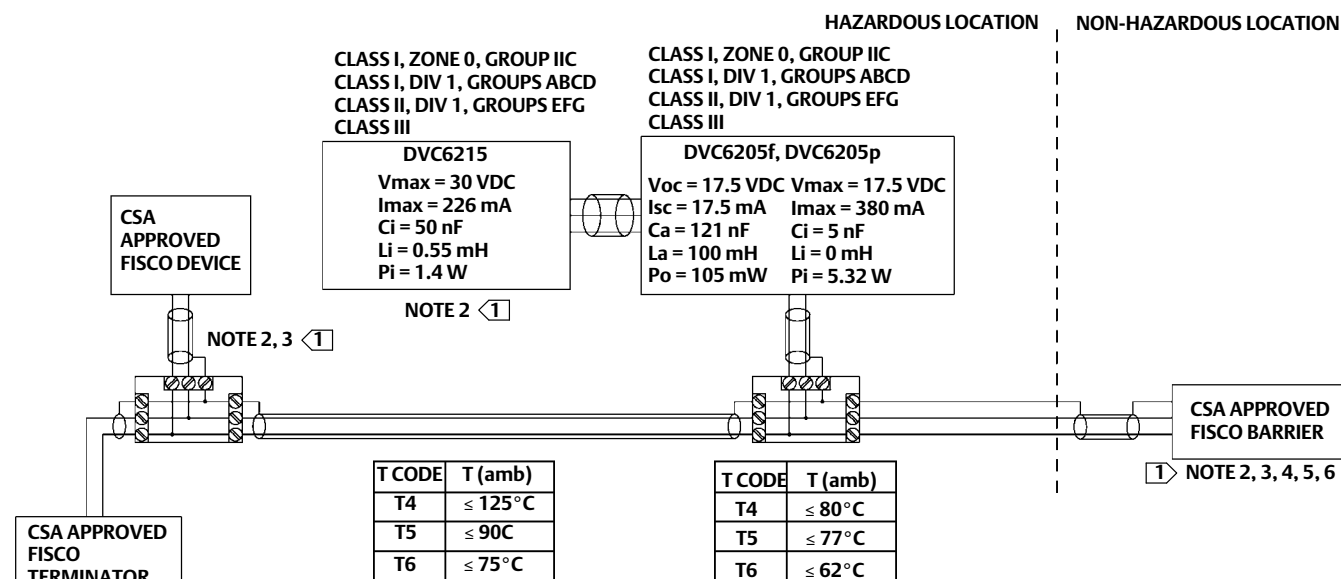 HAZARDOUS LOCATION
NON-HAZARDOUS LOCATION
CLASS I, ZONE 0, GROUP IIC
CLASS I, DIV 1, GROUPS ABCD
CLASS II, DIV 1, GROUPS EFG
CLASS III
CLASS I, ZONE 0, GROUP IIC
CLASS I, DIV 1, GROUPS ABCD
CLASS II, DIV 1, GROUPS EFG
CLASS III
DVC6215
Vmax = 30 VDC
Imax = 226 mA
Ci = 50 nF
Li = 0.55 mH
Pi = 1.4 W
DVC6205f, DVC6205p
Voc = 17.5 VDC Vmax = 17.5 VDC
Isc = 17.5 mA Imax = 380 mA
Ca = 121 nF Ci = 5 nF
La = 100 mH Li = 0 mH
Po = 105 mW Pi = 5.32 W
CSA
APPROVED
FISCO DEVICE
NOTE 2 1
NOTE 2, 3 1
CSA APPROVED
FISCO BARRIER
1 NOTE 2, 3, 4, 5, 6
T CODE T (amb)
T4 ≤ 125°C
T5 ≤ 90C
T6 ≤ 75°C
T CODE T (amb)
T4 ≤ 80°C
T5 ≤ 77°C
T6 ≤ 62°C
CSA APPROVED
FISCO
TERMINATOR